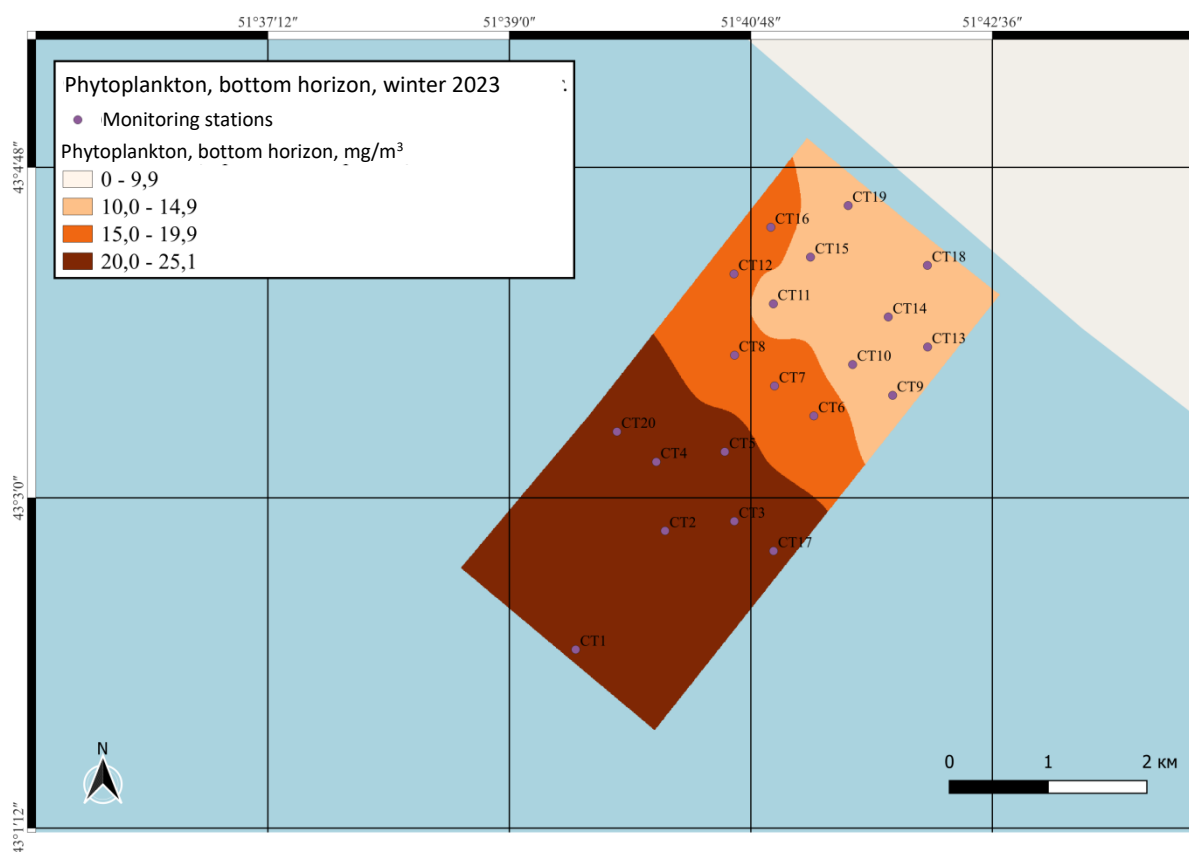 51°37'12"
51°39'0"
51°40'48"
51°42'36"
Phytoplankton, bottom horizon, winter 2023
Monitoring stations
Phytoplankton, bottom horizon, mg/m³
0 - 9,9
10,0 - 14,9
15,0 - 19,9
20,0 - 25,1
43°4'48"
43°3'0"
43°1'12"
CT19
CT16
CT15
CT18
CT12
CT11
CT14
CT13
CT8
CT10
CT7
CT9
CT6
CT20
CT5
CT4
CT3
CT2
CT17
CT1
N
0 1 2 км